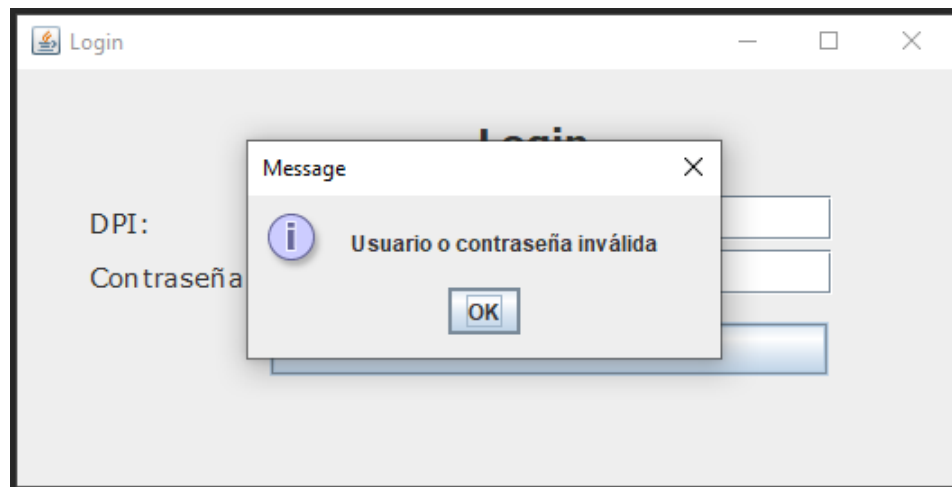 Login
Login
Message
DPI:
Usuario o contraseña inválida
Contraseña
OK